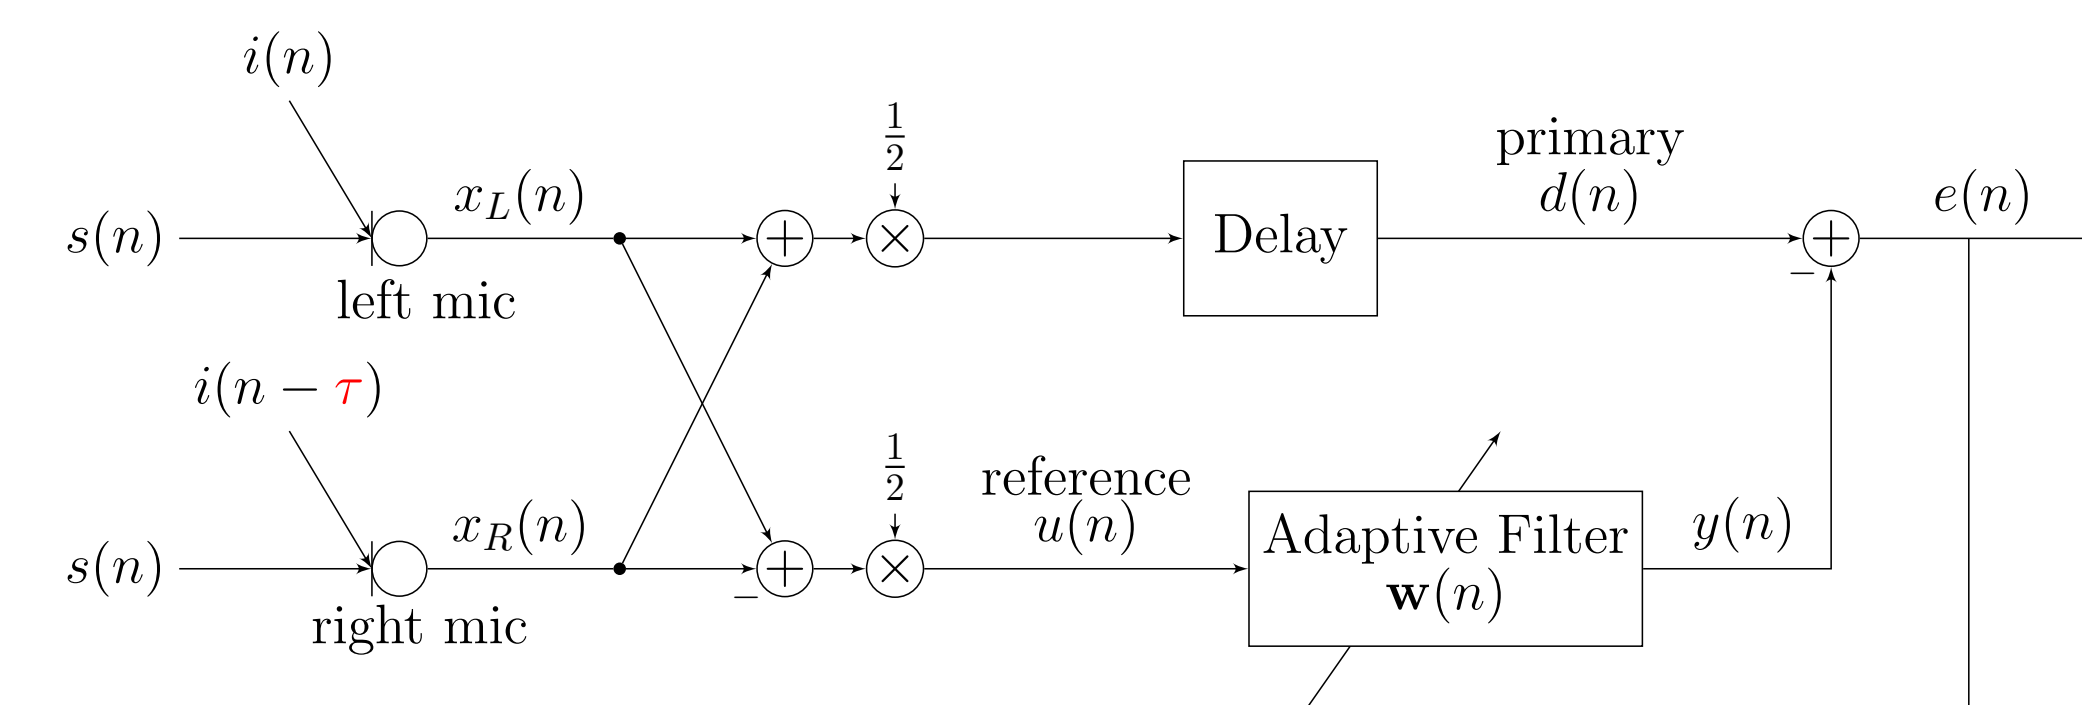 i(n)
s(n)
left mic
x_L(n)
1/2
Delay
primary
d(n)
−
e(n)
i(n − τ)
s(n)
right mic
x_R(n)
−
1/2
reference
u(n)
Adaptive Filter
w(n)
y(n)